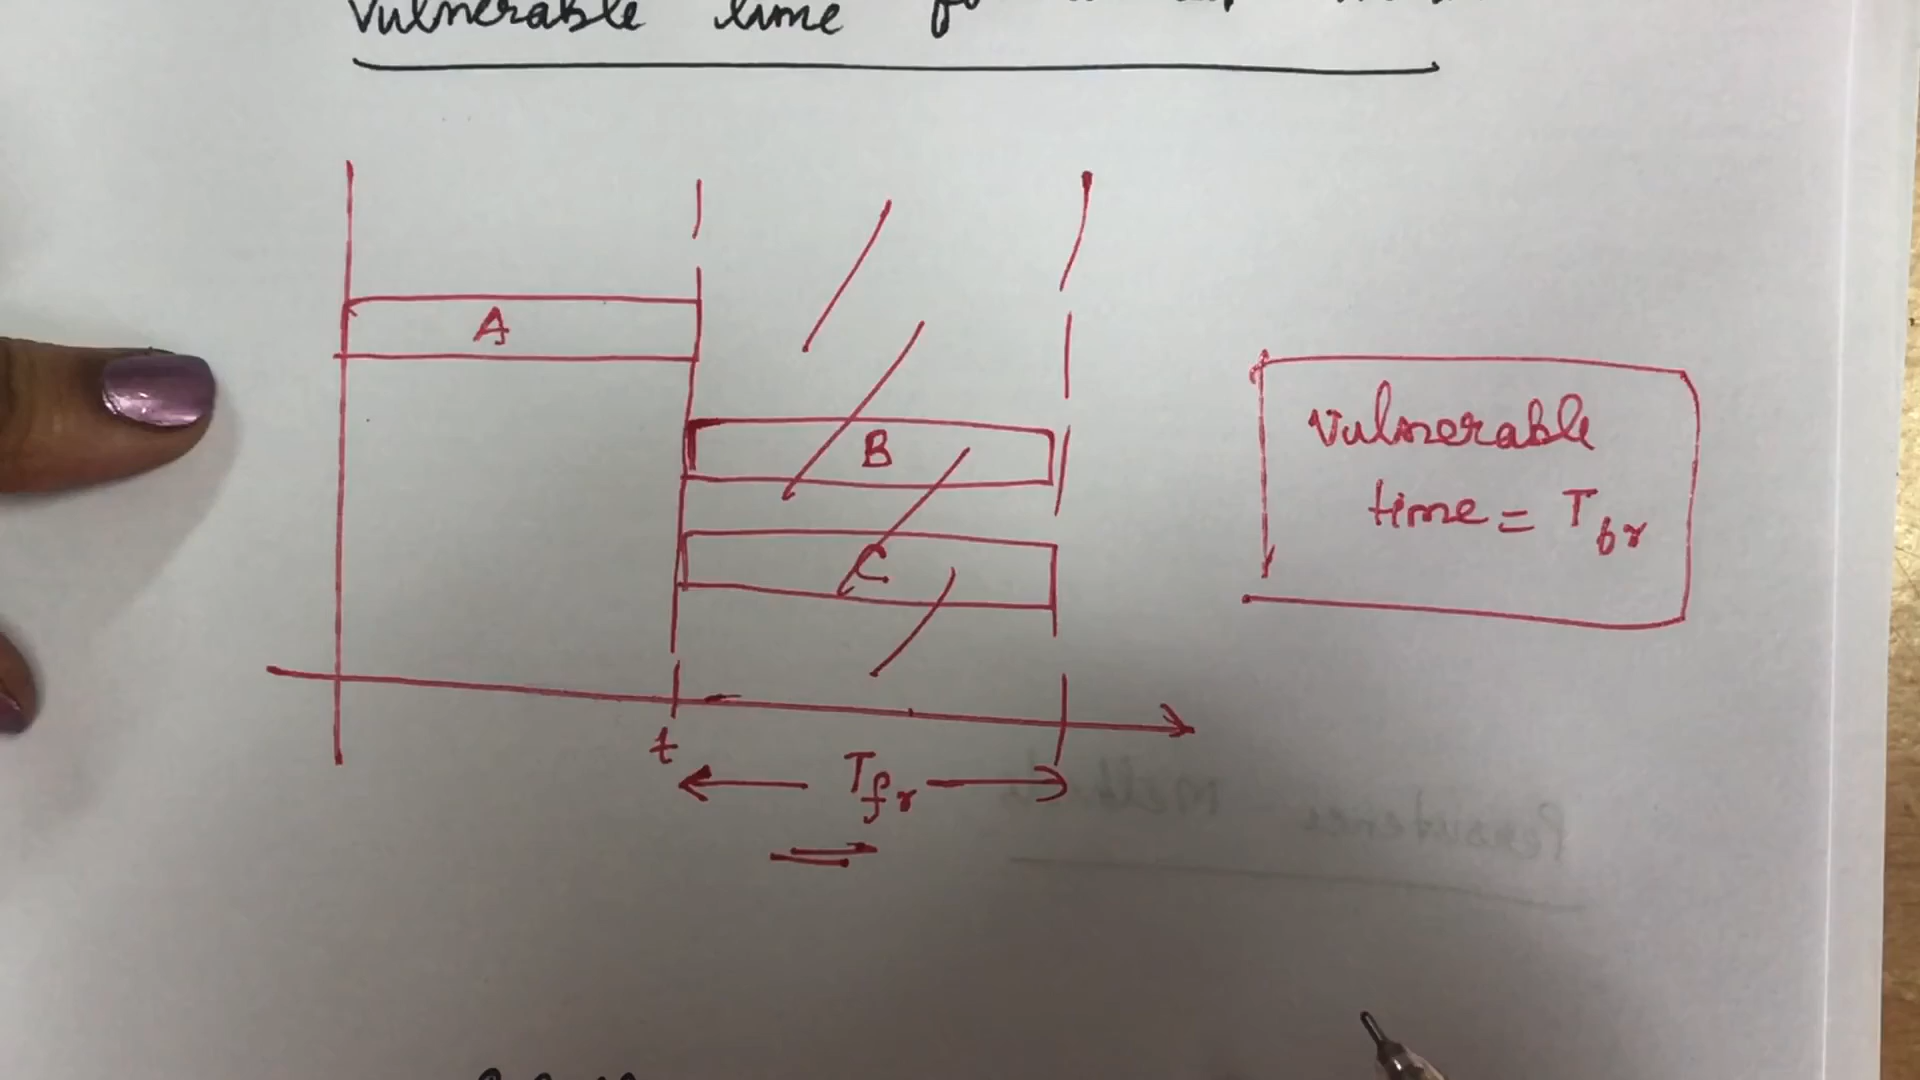 Vulnerable time
A
B
C
Vulnerable
time = Tfr
t
Tfr